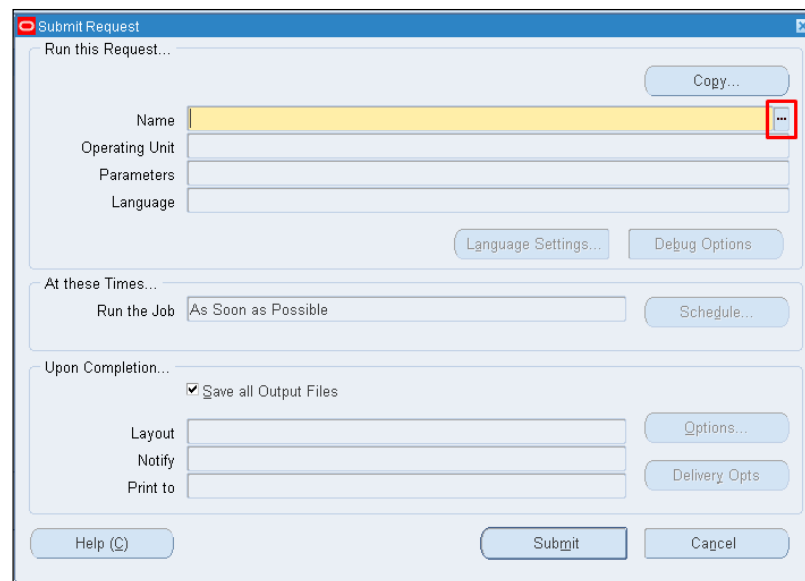 Submit Request
Run this Request...
Copy...
Name
...
Operating Unit
Parameters
Language
Language Settings...
Debug Options
At these Times...
Run the Job As Soon as Possible
Schedule...
Upon Completion...
Save all Output Files
Layout
Options...
Notify
Delivery Opts
Print to
Help (C)
Submit
Cancel